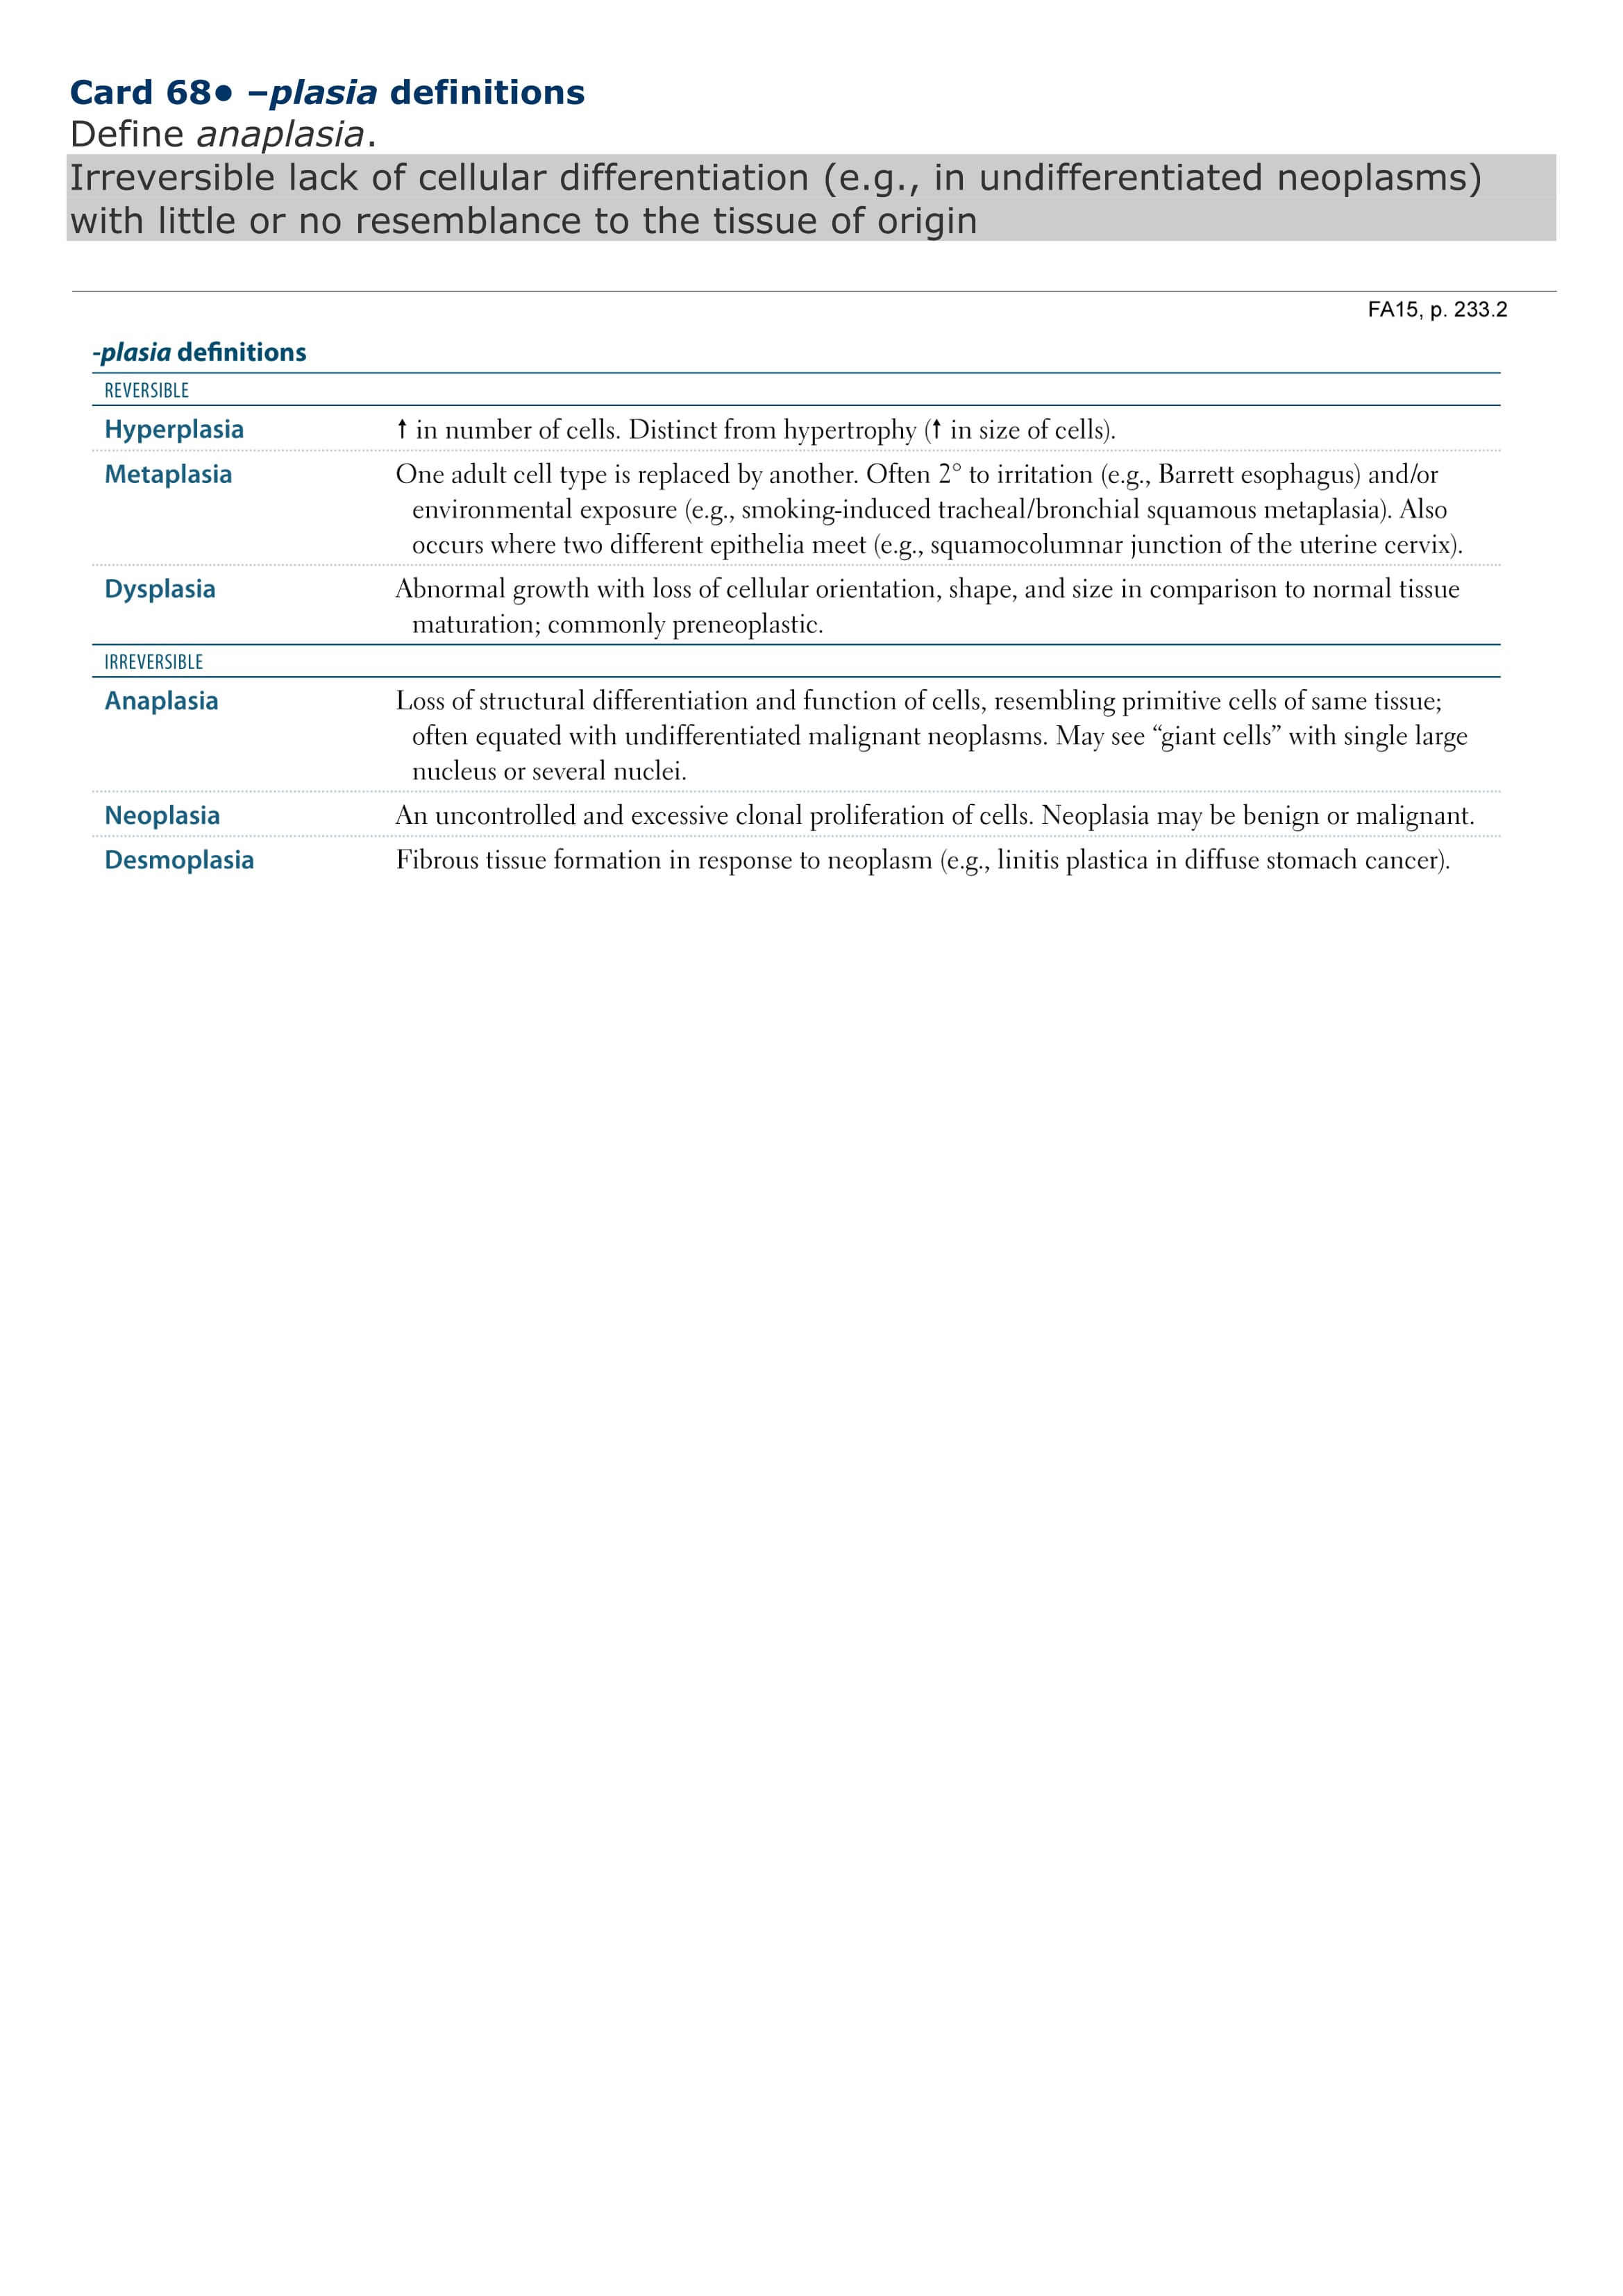 Card 68● –plasia definitions
Define anaplasia.
Irreversible lack of cellular differentiation (e.g., in undifferentiated neoplasms)
with little or no resemblance to the tissue of origin
FA15, p. 233.2
-plasia definitions
REVERSIBLE
Hyperplasia ↑ in number of cells. Distinct from hypertrophy (↑ in size of cells).
Metaplasia One adult cell type is replaced by another. Often 2° to irritation (e.g., Barrett esophagus) and/or
environmental exposure (e.g., smoking-induced tracheal/bronchial squamous metaplasia). Also
occurs where two different epithelia meet (e.g., squamocolumnar junction of the uterine cervix).
Dysplasia Abnormal growth with loss of cellular orientation, shape, and size in comparison to normal tissue
maturation; commonly preneoplastic.
IRREVERSIBLE
Anaplasia Loss of structural differentiation and function of cells, resembling primitive cells of same tissue;
often equated with undifferentiated malignant neoplasms. May see “giant cells” with single large
nucleus or several nuclei.
Neoplasia An uncontrolled and excessive clonal proliferation of cells. Neoplasia may be benign or malignant.
Desmoplasia Fibrous tissue formation in response to neoplasm (e.g., linitis plastica in diffuse stomach cancer).